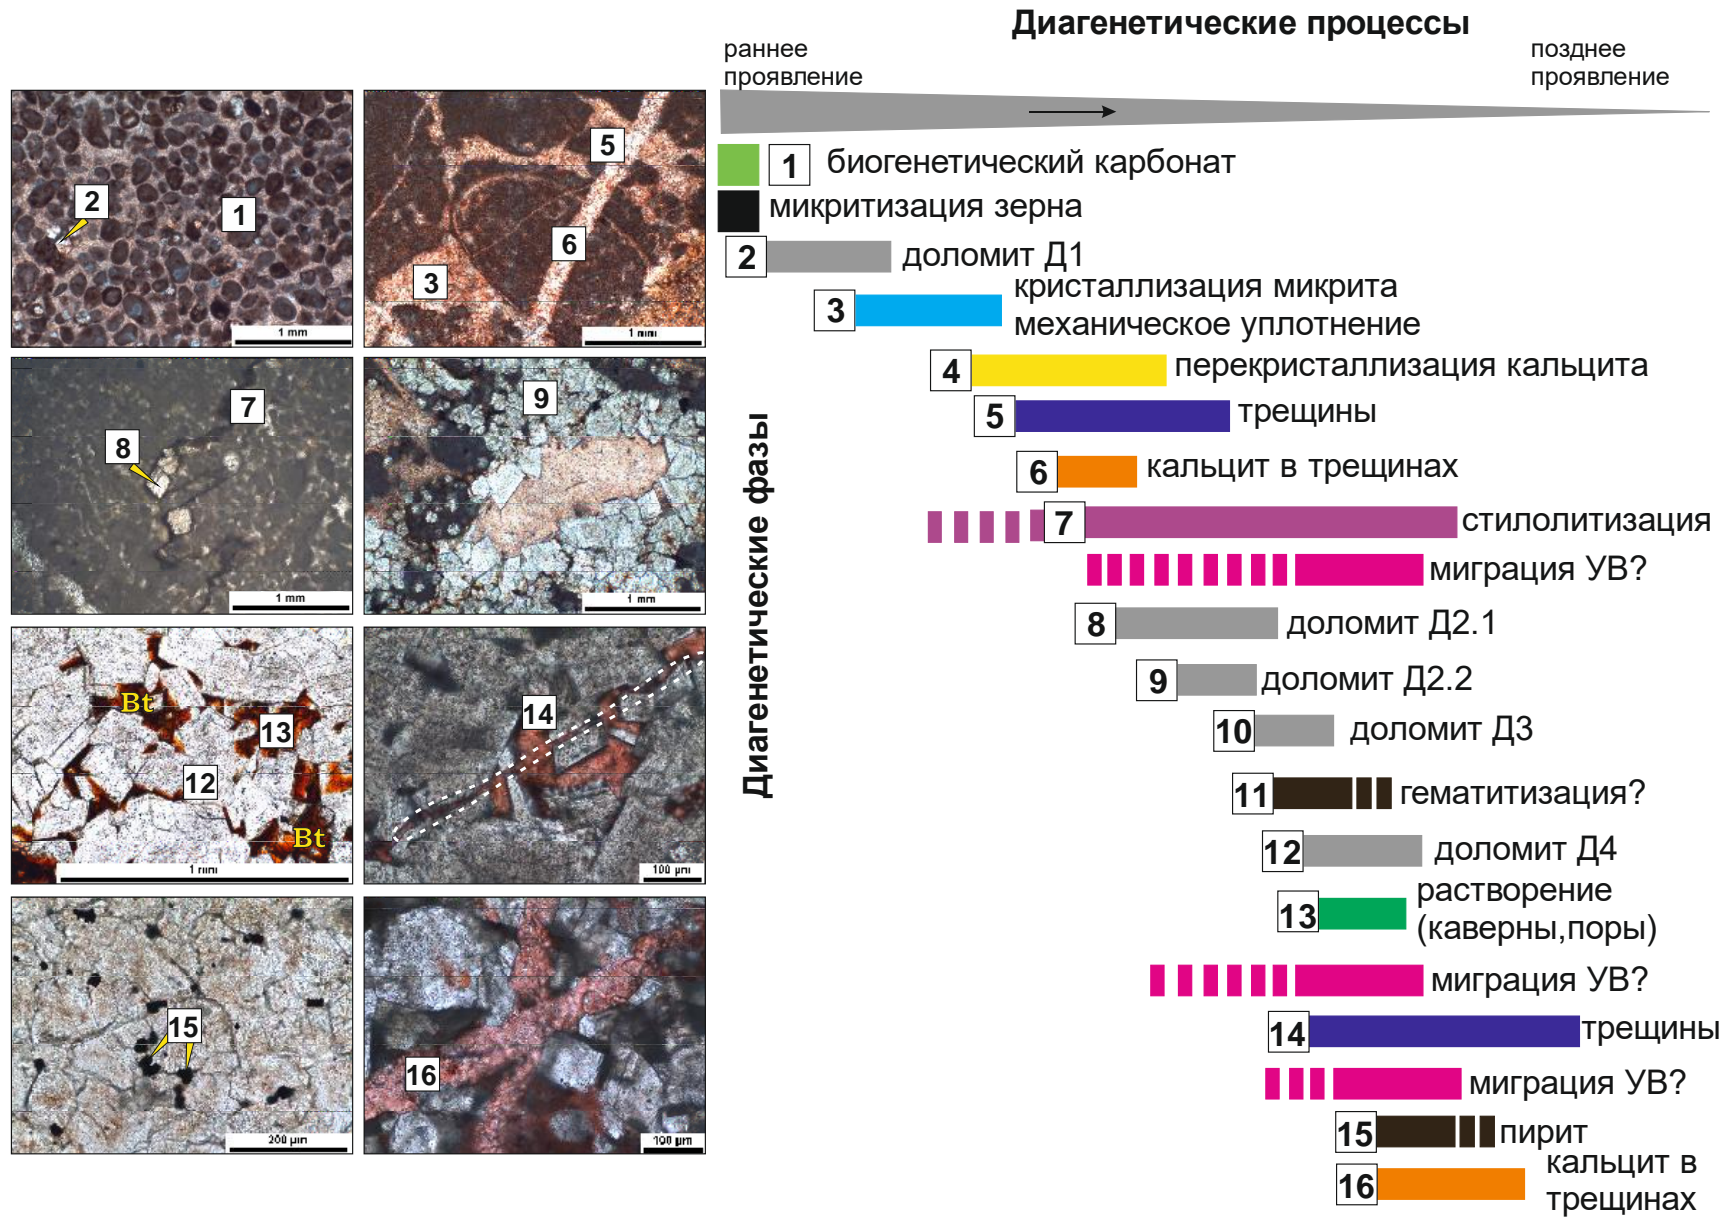 Диагенетические процессы
раннее
проявление
позднее
проявление
1 биогенетический карбонат
микритизация зерна
2 доломит Д1
3 кристаллизация микрита
механическое уплотнение
4 перекристаллизация кальцита
5 трещины
6 кальцит в трещинах
7 стилолитизация
миграция УВ?
8 доломит Д2.1
9 доломит Д2.2
10 доломит Д3
11 гематитизация?
12 доломит Д4
13 растворение
(каверны,поры)
миграция УВ?
14 трещины
миграция УВ?
15 пирит
16 кальцит в
трещинах
Диагенетические фазы
2
1
1 mm
5
6
3
1 mm
7
8
1 mm
9
1 mm
Bt
13
12
Bt
1 mm
14
100 µm
15
200 µm
16
100 µm